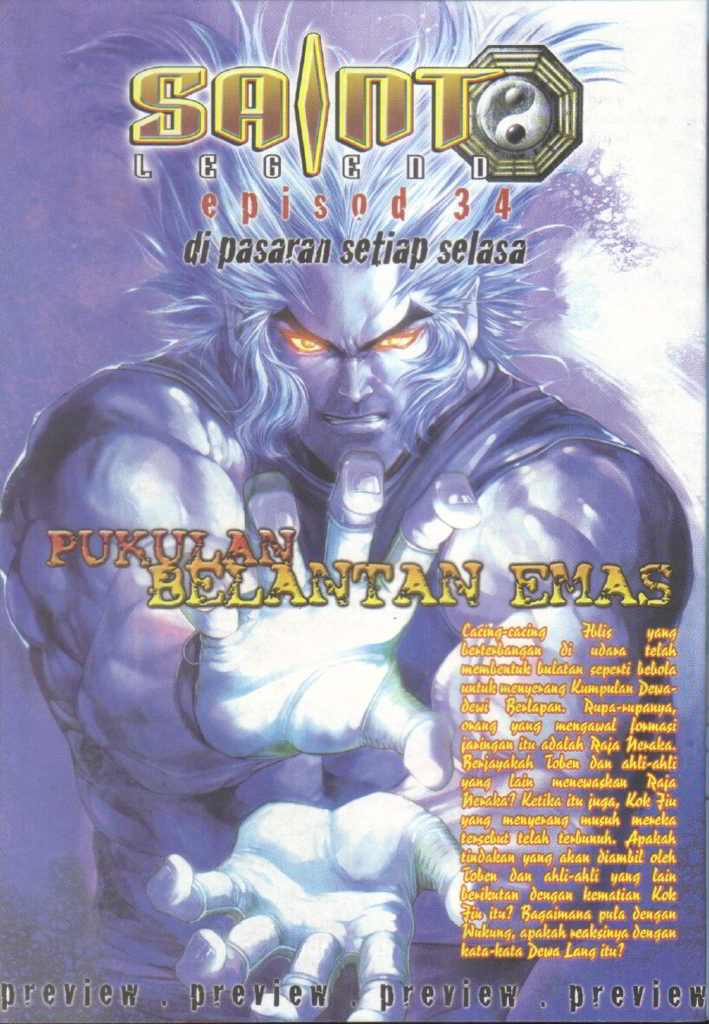 SAINT
LEGEND
episod 34
di pasaran setiap selasa
PUKULAN
BELANTAN EMAS
Cacing-cacing Iblis yang
berterbangan di udara telah
membentuk bulatan seperti bebola
untuk menyerang Kumpulan Dewa-
dewi Berlapan. Rupa-rupanya,
orang yang mengawal formasi
jaringan itu adalah Raja Neraka.
Berjayakah Toben dan ahli-ahli
yang lain menewaskan Raja
Neraka? Ketika itu juga, Kok Jiu
yang menyerang musuh mereka
tersebut telah terbunuh. Apakah
tindakan yang akan diambil oleh
Toben dan ahli-ahli yang lain
berikutan dengan kematian Kok
Jiu itu? Bagaimana pula dengan
Wukung, apakah reaksinya dengan
kata-kata Dewa Lang itu?
preview . preview . preview . preview